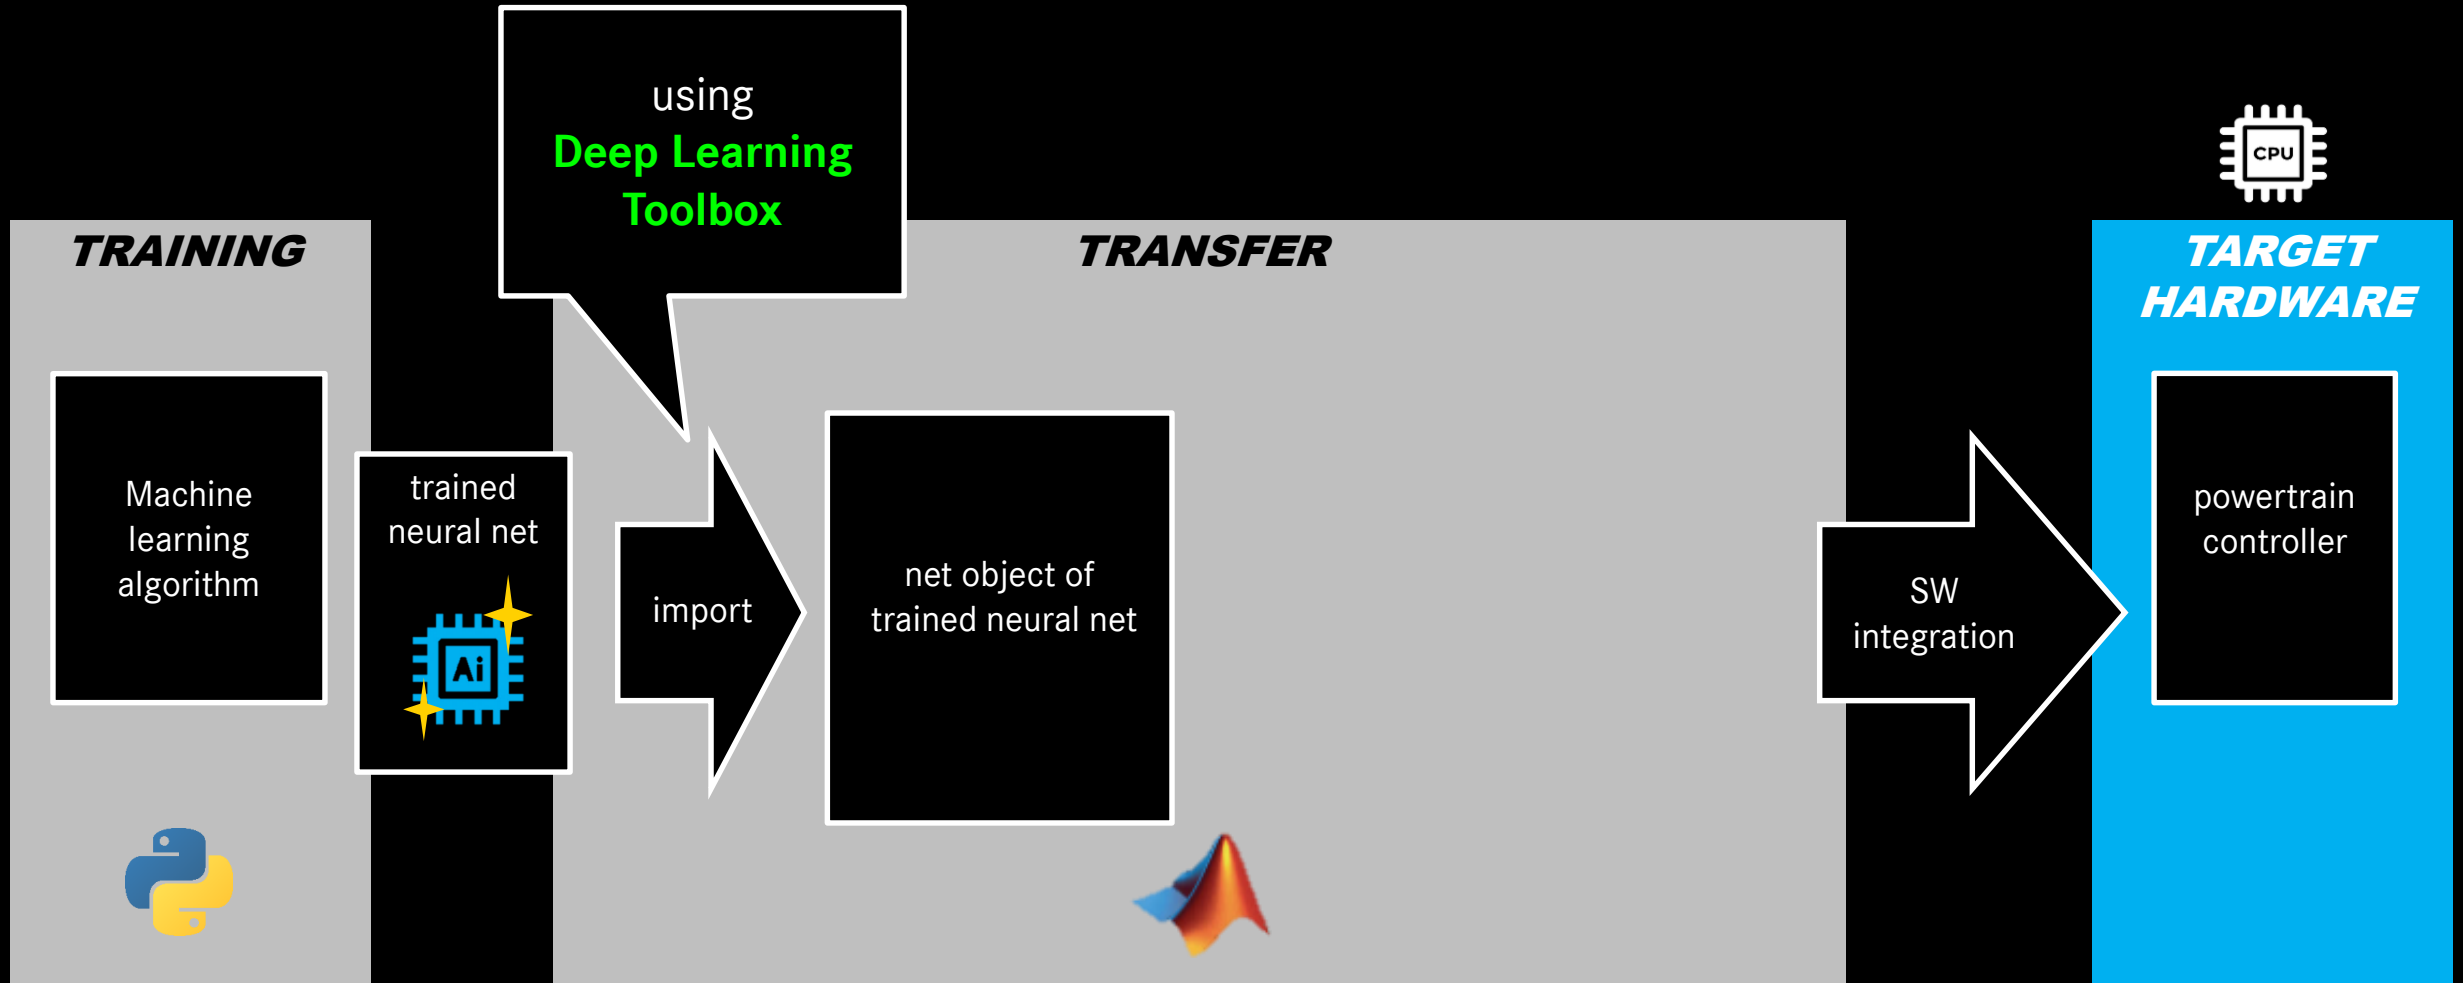 using
Deep Learning
Toolbox
CPU
TRAINING
TRANSFER
TARGET
HARDWARE
Machine
learning
algorithm
trained
neural net
Ai
import
net object of
trained neural net
SW
integration
powertrain
controller